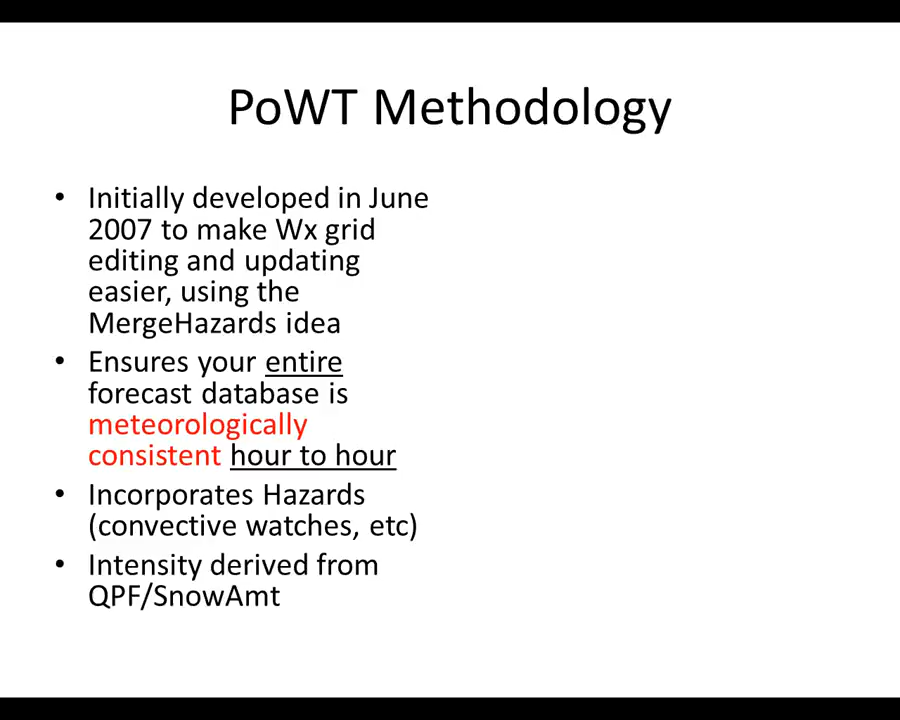 PoWT Methodology
• Initially developed in June
2007 to make Wx grid
editing and updating
easier, using the
MergeHazards idea
• Ensures your entire
forecast database is
meteorologically
consistent hour to hour
• Incorporates Hazards
(convective watches, etc)
• Intensity derived from
QPF/SnowAmt